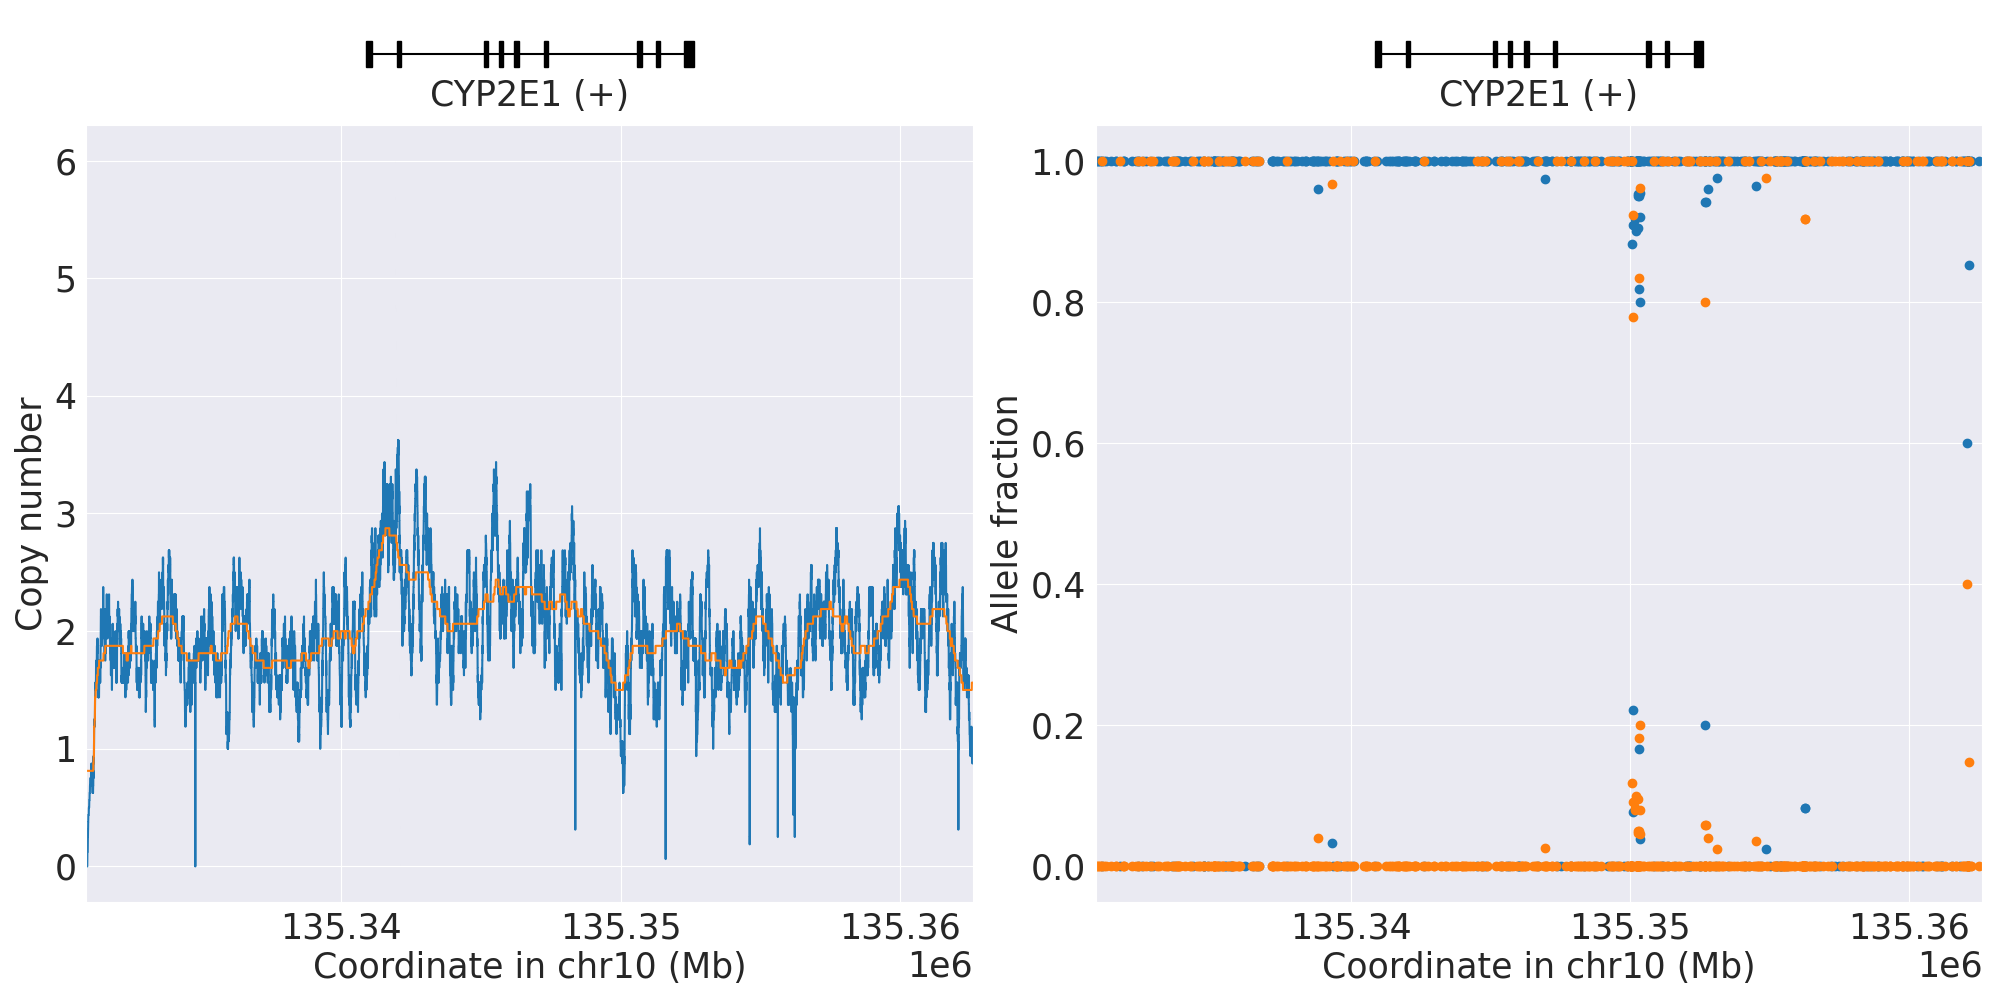 CYP2E1 (+)
6
5
4
3
2
1
0
Copy number
135.34 135.35 135.36
Coordinate in chr10 (Mb)
1e6
CYP2E1 (+)
1.0
0.8
0.6
0.4
0.2
0.0
Allele fraction
135.34 135.35 135.36
Coordinate in chr10 (Mb)
1e6